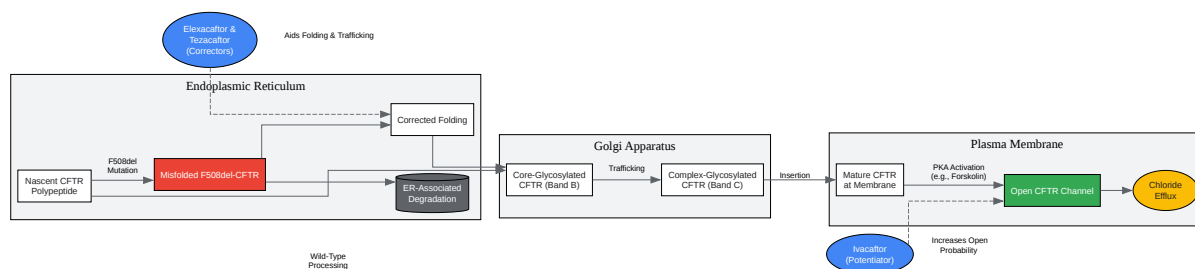 Elexacaftor &
Tezacaftor
(Correctors)
Aids Folding & Trafficking
Endoplasmic Reticulum
Corrected Folding
F508del
Mutation
Nascent CFTR
Polypeptide
Misfolded F508del-CFTR
ER-Associated
Degradation
Wild-Type
Processing
Golgi Apparatus
Core-Glycosylated
CFTR (Band B)
Trafficking
Complex-Glycosylated
CFTR (Band C)
Insertion
Plasma Membrane
Mature CFTR
at Membrane
PKA Activation
(e.g., Forskolin)
Open CFTR Channel
Chloride
Efflux
Ivacaftor
(Potentiator)
Increases Open
Probability